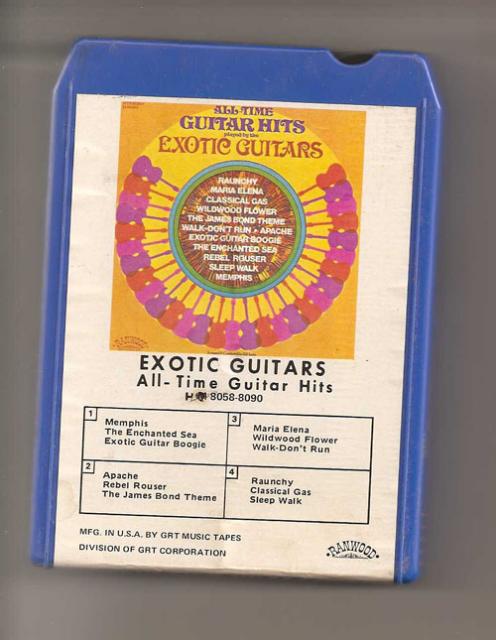 ALL-TIME
GUITAR HITS
played by the
EXOTIC GUITARS
RAUNCHY
MARIA ELENA
CLASSICAL GAS
WILDWOOD FLOWER
THE JAMES BOND THEME
WALK-DON'T RUN • APACHE
EXOTIC GUITAR BOOGIE
THE ENCHANTED SEA
REBEL ROUSER
SLEEP WALK
MEMPHIS
RANWOOD
EXOTIC GUITARS
All-Time Guitar Hits
8058-8090
1
Memphis
The Enchanted Sea
Exotic Guitar Boogie
2
Apache
Rebel Rouser
The James Bond Theme
3
Maria Elena
Wildwood Flower
Walk-Don't Run
4
Raunchy
Classical Gas
Sleep Walk
MFG. IN U.S.A. BY GRT MUSIC TAPES
DIVISION OF GRT CORPORATION
RANWOOD